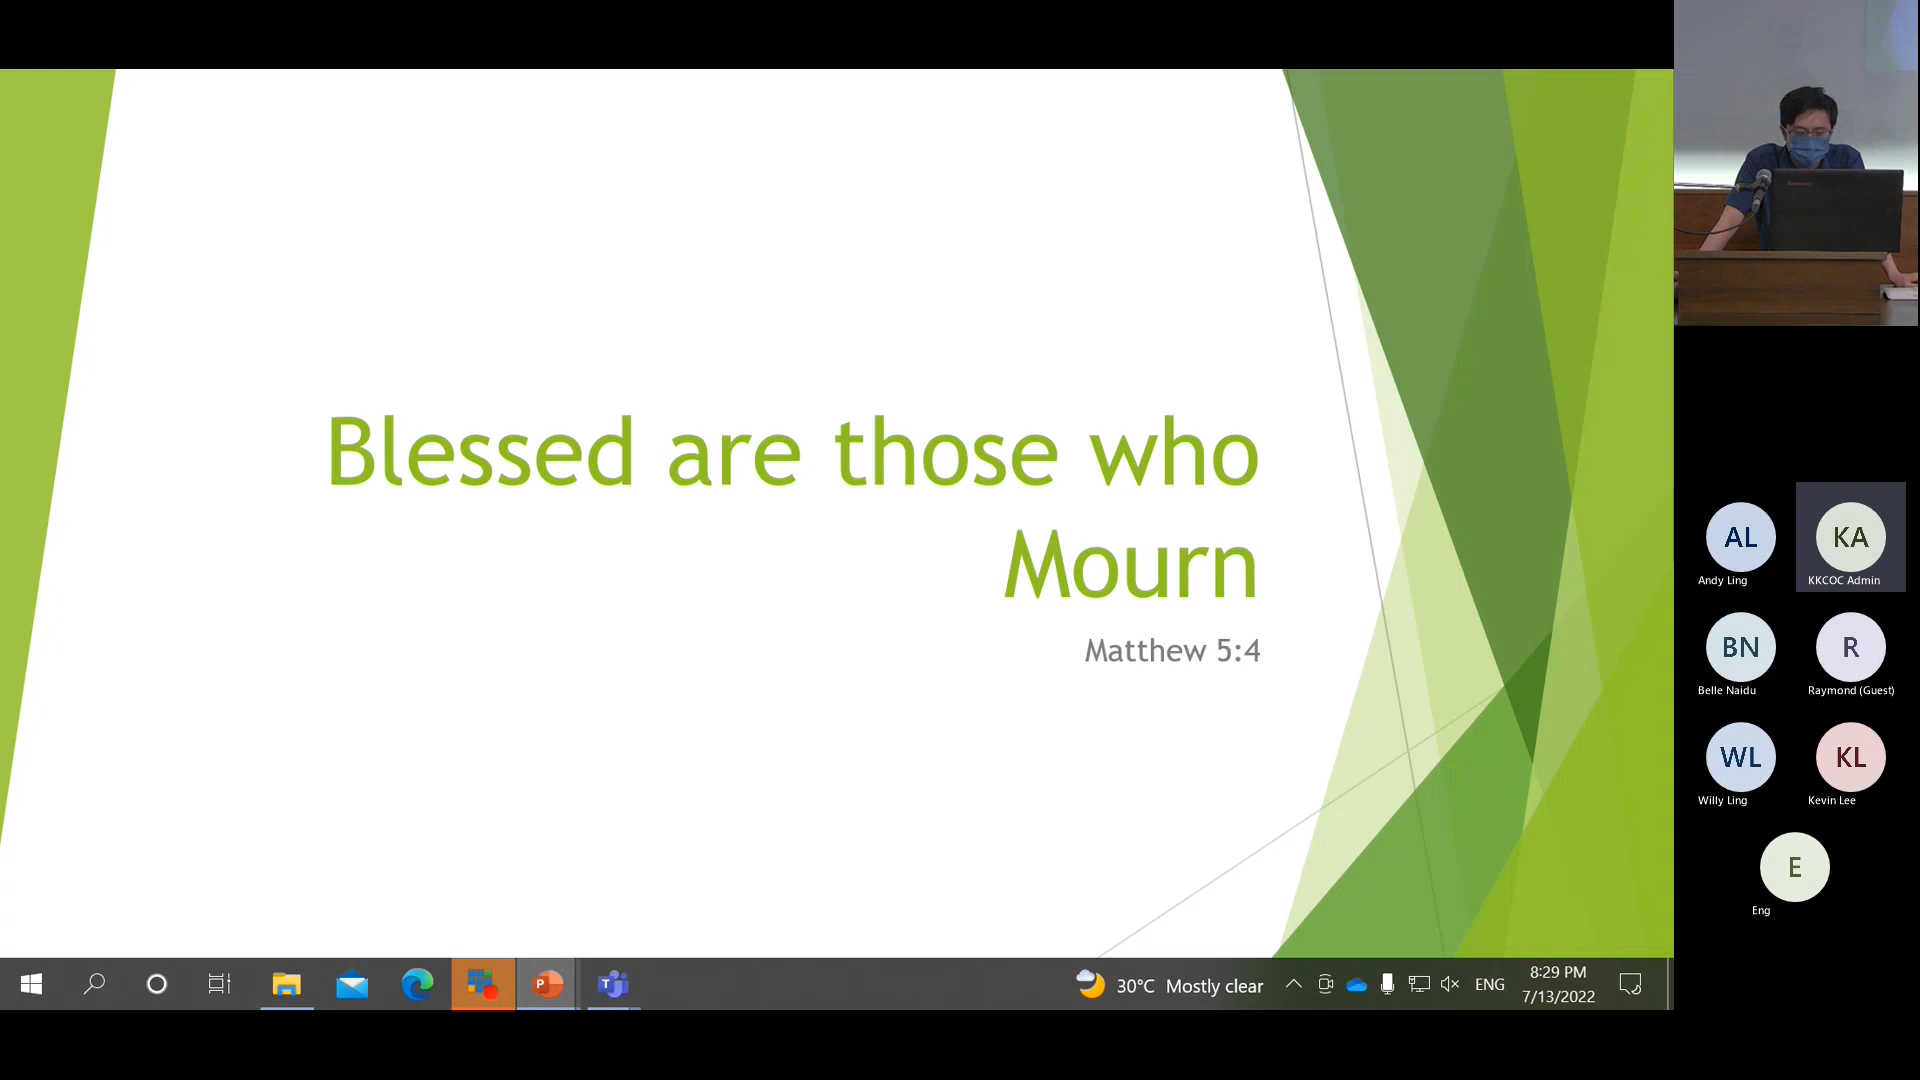 Blessed are those who
Mourn
Matthew 5:4
AL
Andy Ling
KA
KKCOC Admin
BN
Belle Naidu
R
Raymond (Guest)
WL
Willy Ling
KL
Kevin Lee
E
Eng
30°C Mostly clear
ENG
8:29 PM
7/13/2022